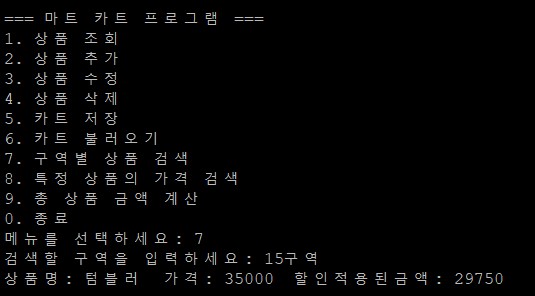 === 마트 카트 프로그램 ===
1. 상품 조회
2. 상품 추가
3. 상품 수정
4. 상품 삭제
5. 카트 저장
6. 카트 불러오기
7. 구역별 상품 검색
8. 특정 상품의 가격 검색
9. 총 상품 금액 계산
0. 종료
메뉴를 선택하세요: 7
검색할 구역을 입력하세요: 15구역
상품명: 텀블러 가격: 35000 할인적용된금액: 29750